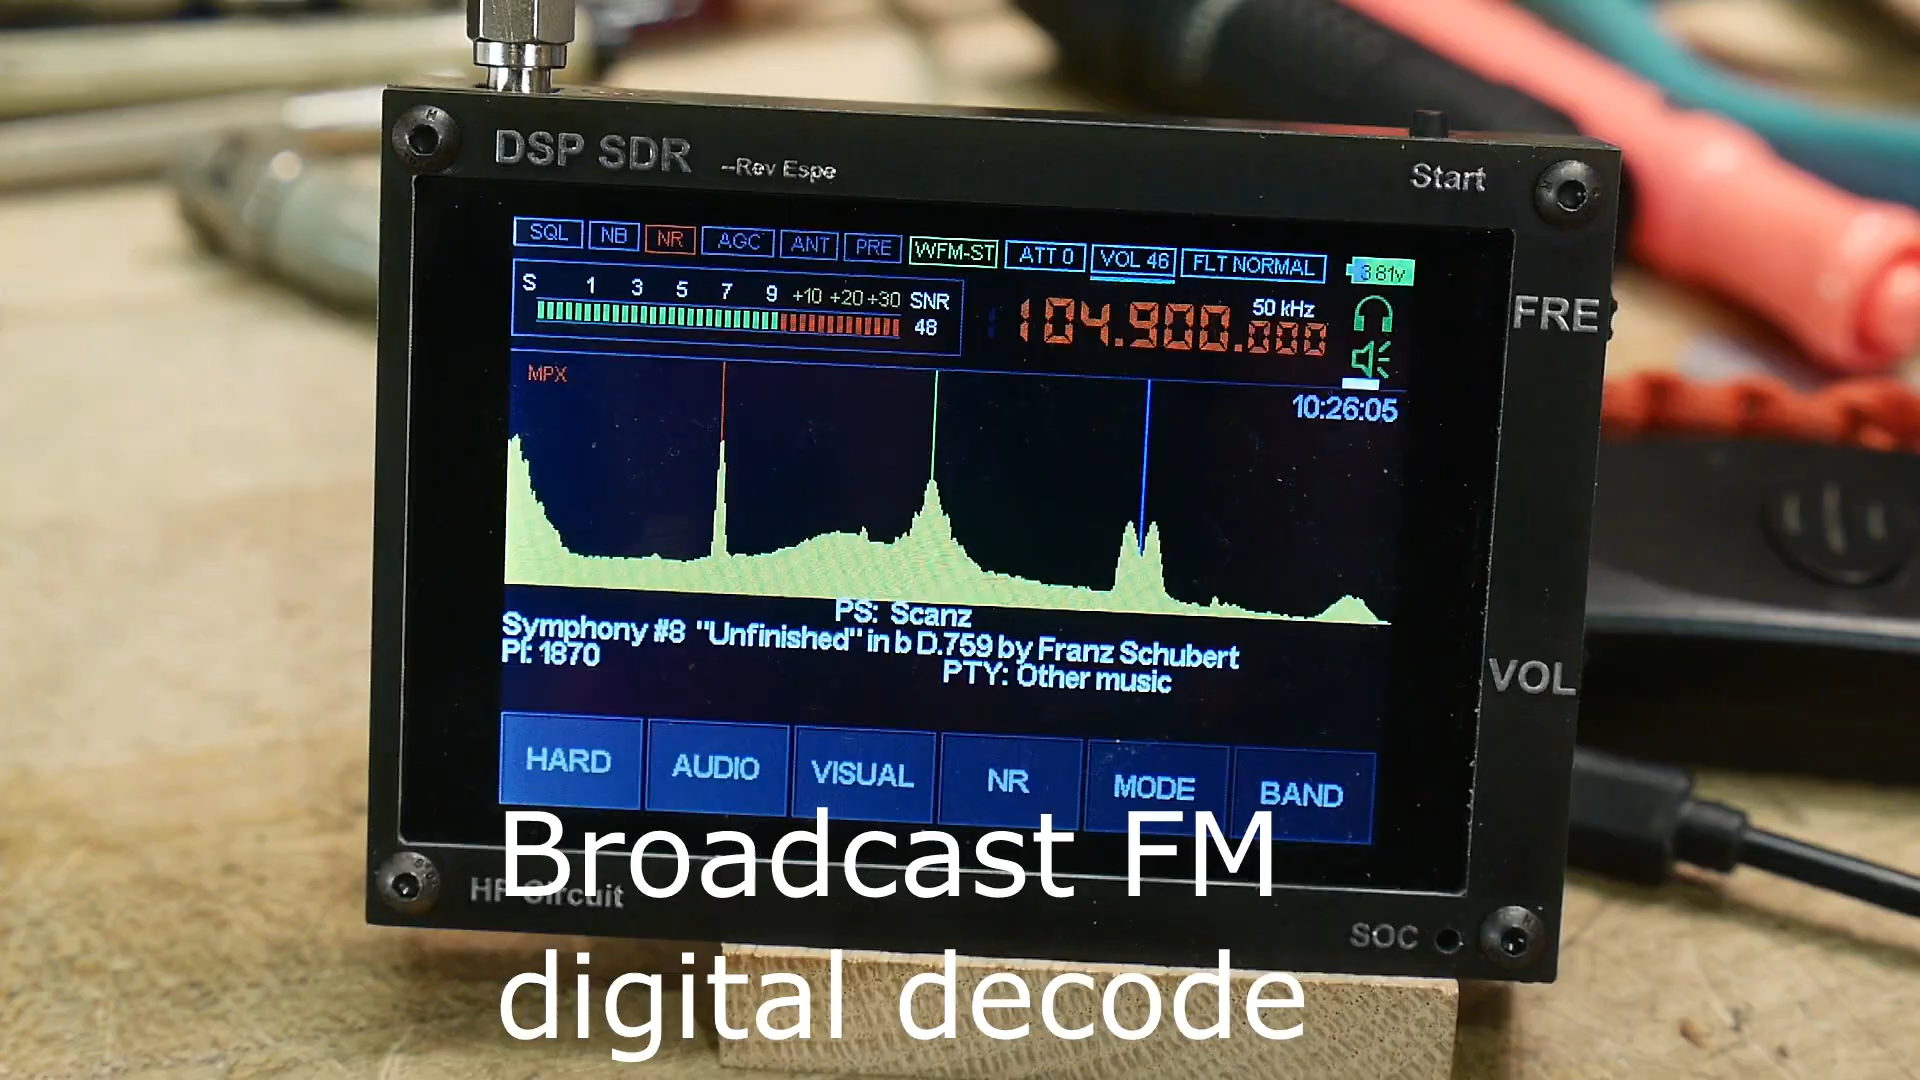 DSP SDR --Rev Espe
Start
SQL NB NR AGC ANT PRE WFM-ST ATT 0 VOL 46 FLT NORMAL 3.81v
S 1 3 5 7 9 +10 +20 +30 SNR
48
50 kHz
104.900.000
FRE
MPX
10:26:05
PS: Scanz
Symphony #8 "Unfinished" in b D.759 by Franz Schubert
PI: 1870
PTY: Other music
VOL
HARD AUDIO VISUAL NR MODE BAND
Broadcast FM
HF Circuit
SOC
digital decode